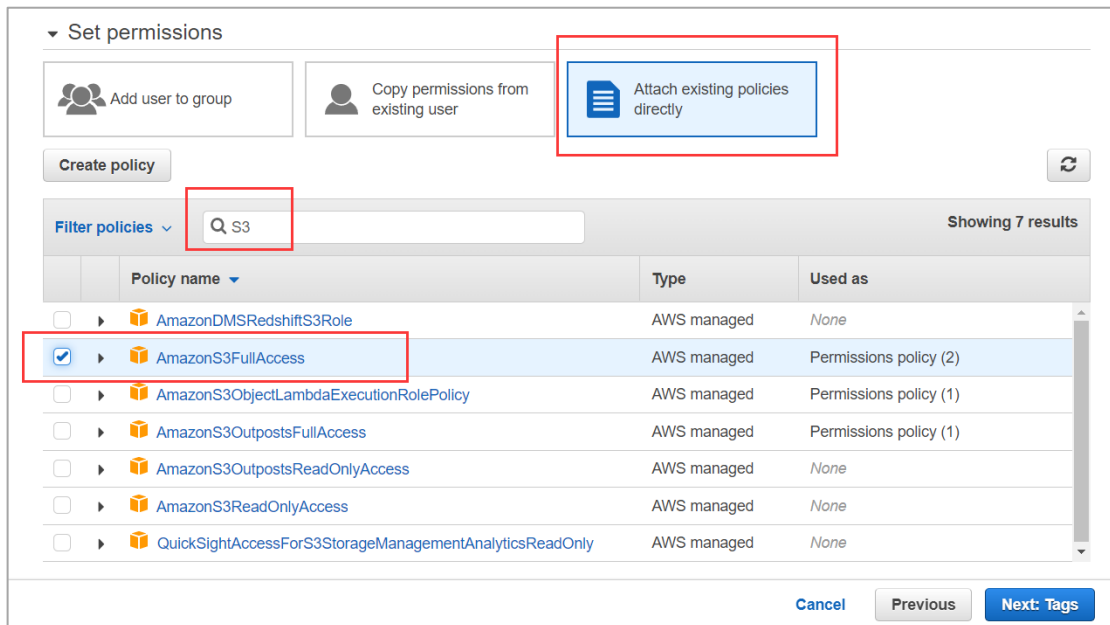 Set permissions
Add user to group
Copy permissions from
existing user
Attach existing policies
directly
Create policy
Filter policies
S3
Showing 7 results
Policy name
Type
Used as
AmazonDMSRedshiftS3Role AWS managed None
AmazonS3FullAccess AWS managed Permissions policy (2)
AmazonS3ObjectLambdaExecutionRolePolicy AWS managed Permissions policy (1)
AmazonS3OutpostsFullAccess AWS managed Permissions policy (1)
AmazonS3OutpostsReadOnlyAccess AWS managed None
AmazonS3ReadOnlyAccess AWS managed None
QuickSightAccessForS3StorageManagementAnalyticsReadOnly AWS managed None
Cancel
Previous
Next: Tags